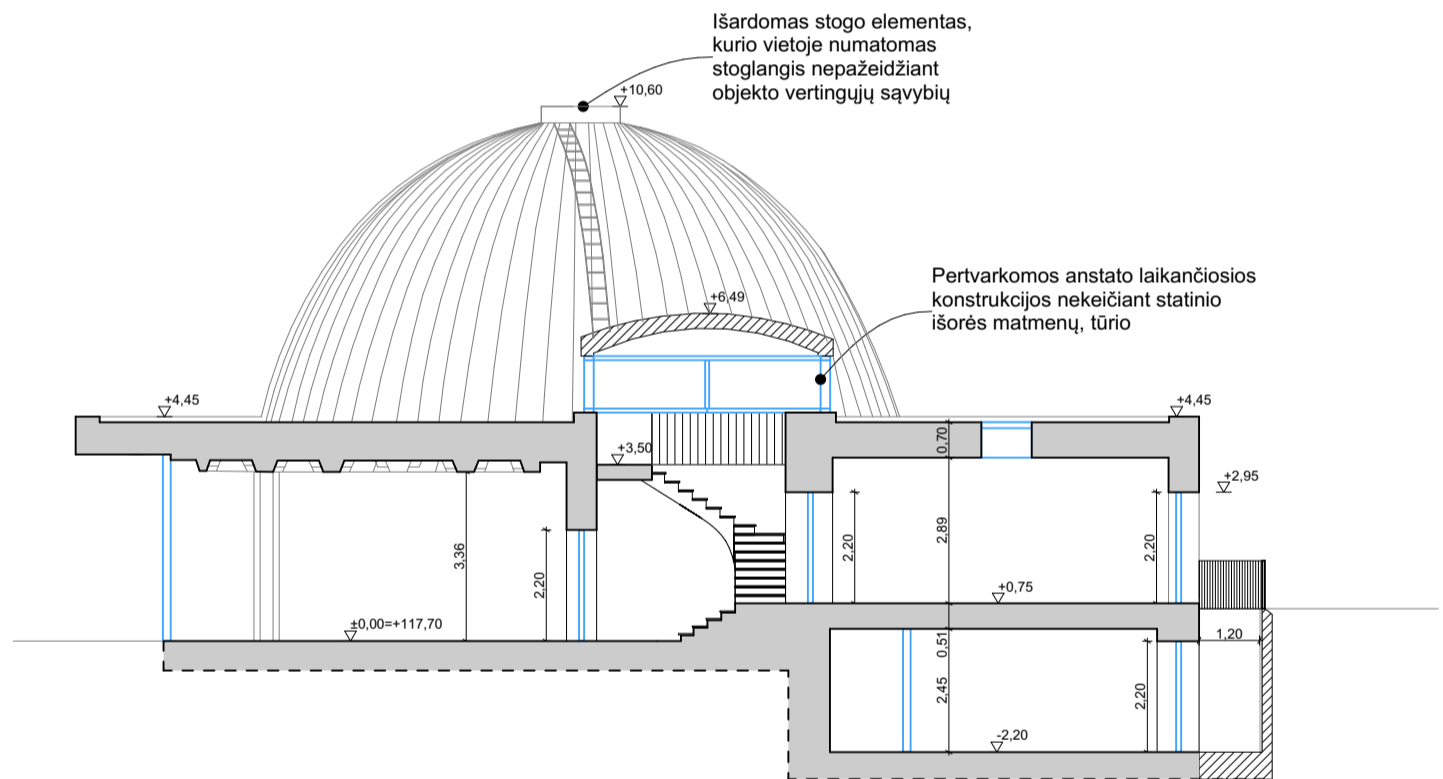 Išardomas stogo elementas,
kurio vietoje numatomas
stoglangis nepažeidžiant
objekto vertingųjų sąvybių
+10,60
Pertvarkomos anstato laikančiosios
konstrukcijos nekeičiant statinio
išorės matmenų, tūrio
+6,49
+4,45
+4,45
+3,50
0,70
+2,95
3,36
2,20
2,20
2,89
2,20
+0,75
±0,00=+117,70
0,51
1,20
2,45
2,20
-2,20